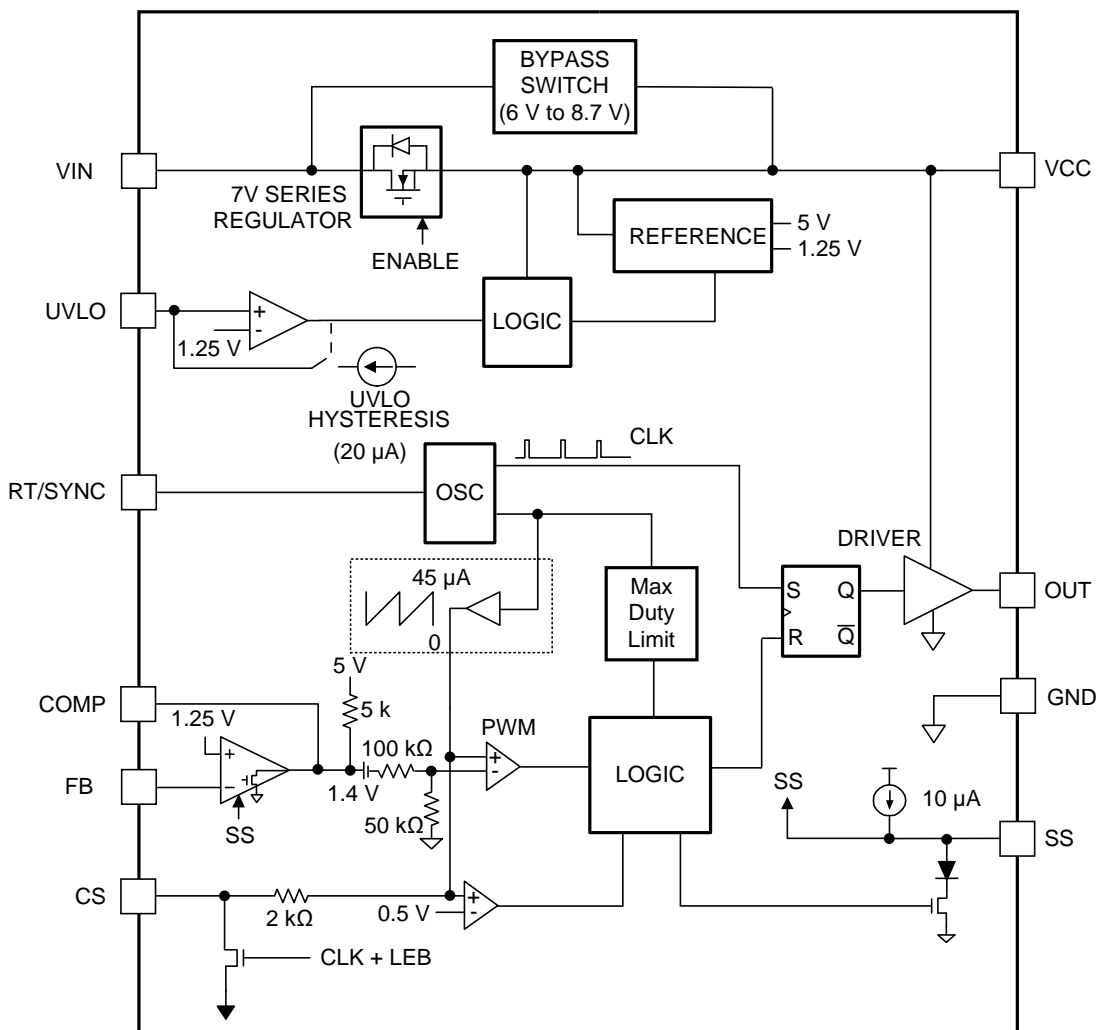 BYPASS
SWITCH
(6 V to 8.7 V)
VIN
VCC
7V SERIES
REGULATOR
ENABLE
REFERENCE
5 V
1.25 V
UVLO
+
-
1.25 V
LOGIC
UVLO
HYSTERESIS
(20 µA)
CLK
RT/SYNC
OSC
DRIVER
45 µA
0
Max
Duty
Limit
S Q
R Q̅
OUT
5 V
COMP
5 k
GND
1.25 V
+
−
PWM
100 kΩ
+
-
LOGIC
FB
1.4 V
SS
50 kΩ
SS
10 µA
SS
CS
2 kΩ
0.5 V
+
-
CLK + LEB